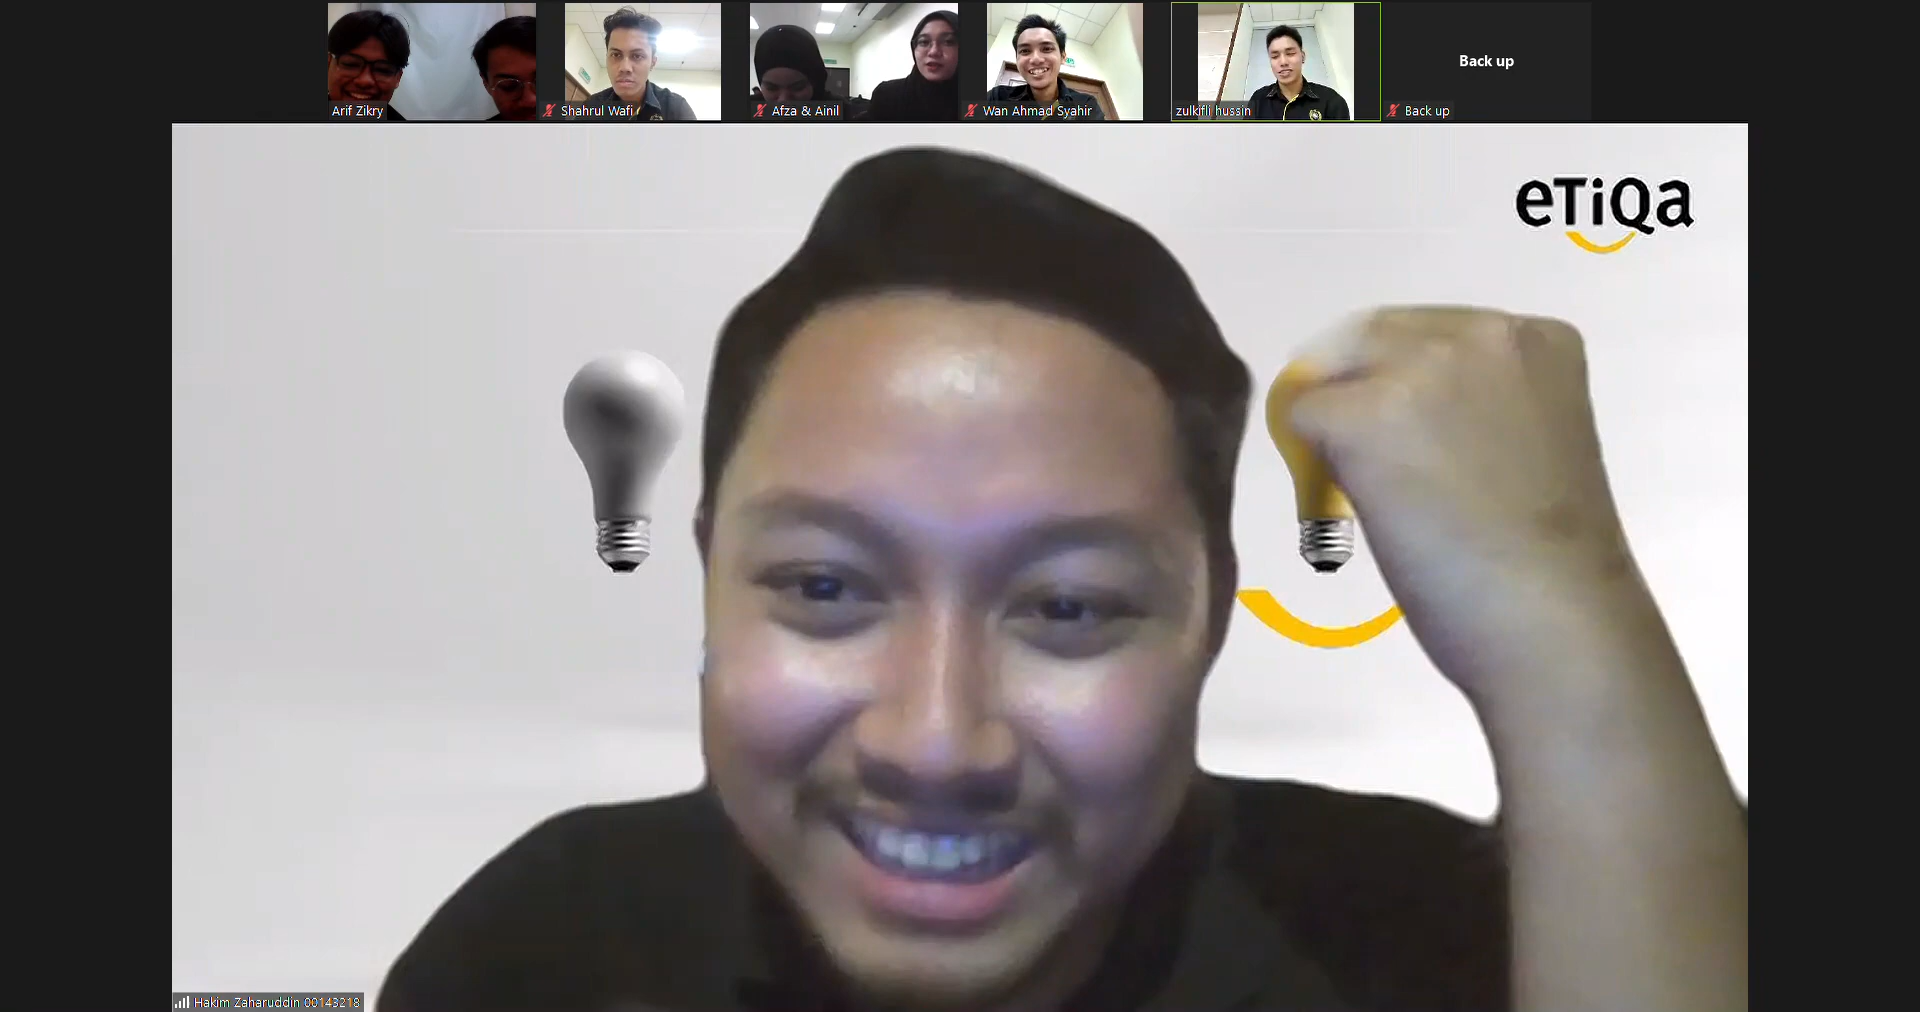 Back up
Arif Zikry
Shahrul Wafi
Afza & Ainil
Wan Ahmad Syahir
zulkifli hussin
Back up
eTiQa
Hakim Zaharuddin 00143218